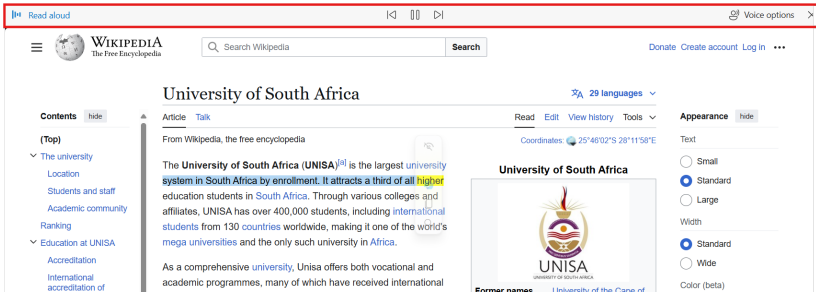 Read aloud
Voice options
WIKIPEDIA
The Free Encyclopedia
Search Wikipedia
Search
Donate Create account Log in
Contents hide
(Top)
The university
Location
Students and staff
Academic community
Ranking
Education at UNISA
Accreditation
International
accreditation of
University of South Africa
29 languages
Article Talk
Read Edit View history Tools
From Wikipedia, the free encyclopedia
Coordinates: 25°46′02″S 28°11′58″E
The University of South Africa (UNISA)[a] is the largest university
system in South Africa by enrollment. It attracts a third of all higher
education students in South Africa. Through various colleges and
affiliates, UNISA has over 400,000 students, including international
students from 130 countries worldwide, making it one of the world's
mega universities and the only such university in Africa.
As a comprehensive university, Unisa offers both vocational and
academic programmes, many of which have received international
University of South Africa
UNISA
UNIVERSITY OF SOUTH AFRICA
Former names University of the Cape of
Appearance hide
Text
Small
Standard
Large
Width
Standard
Wide
Color (beta)